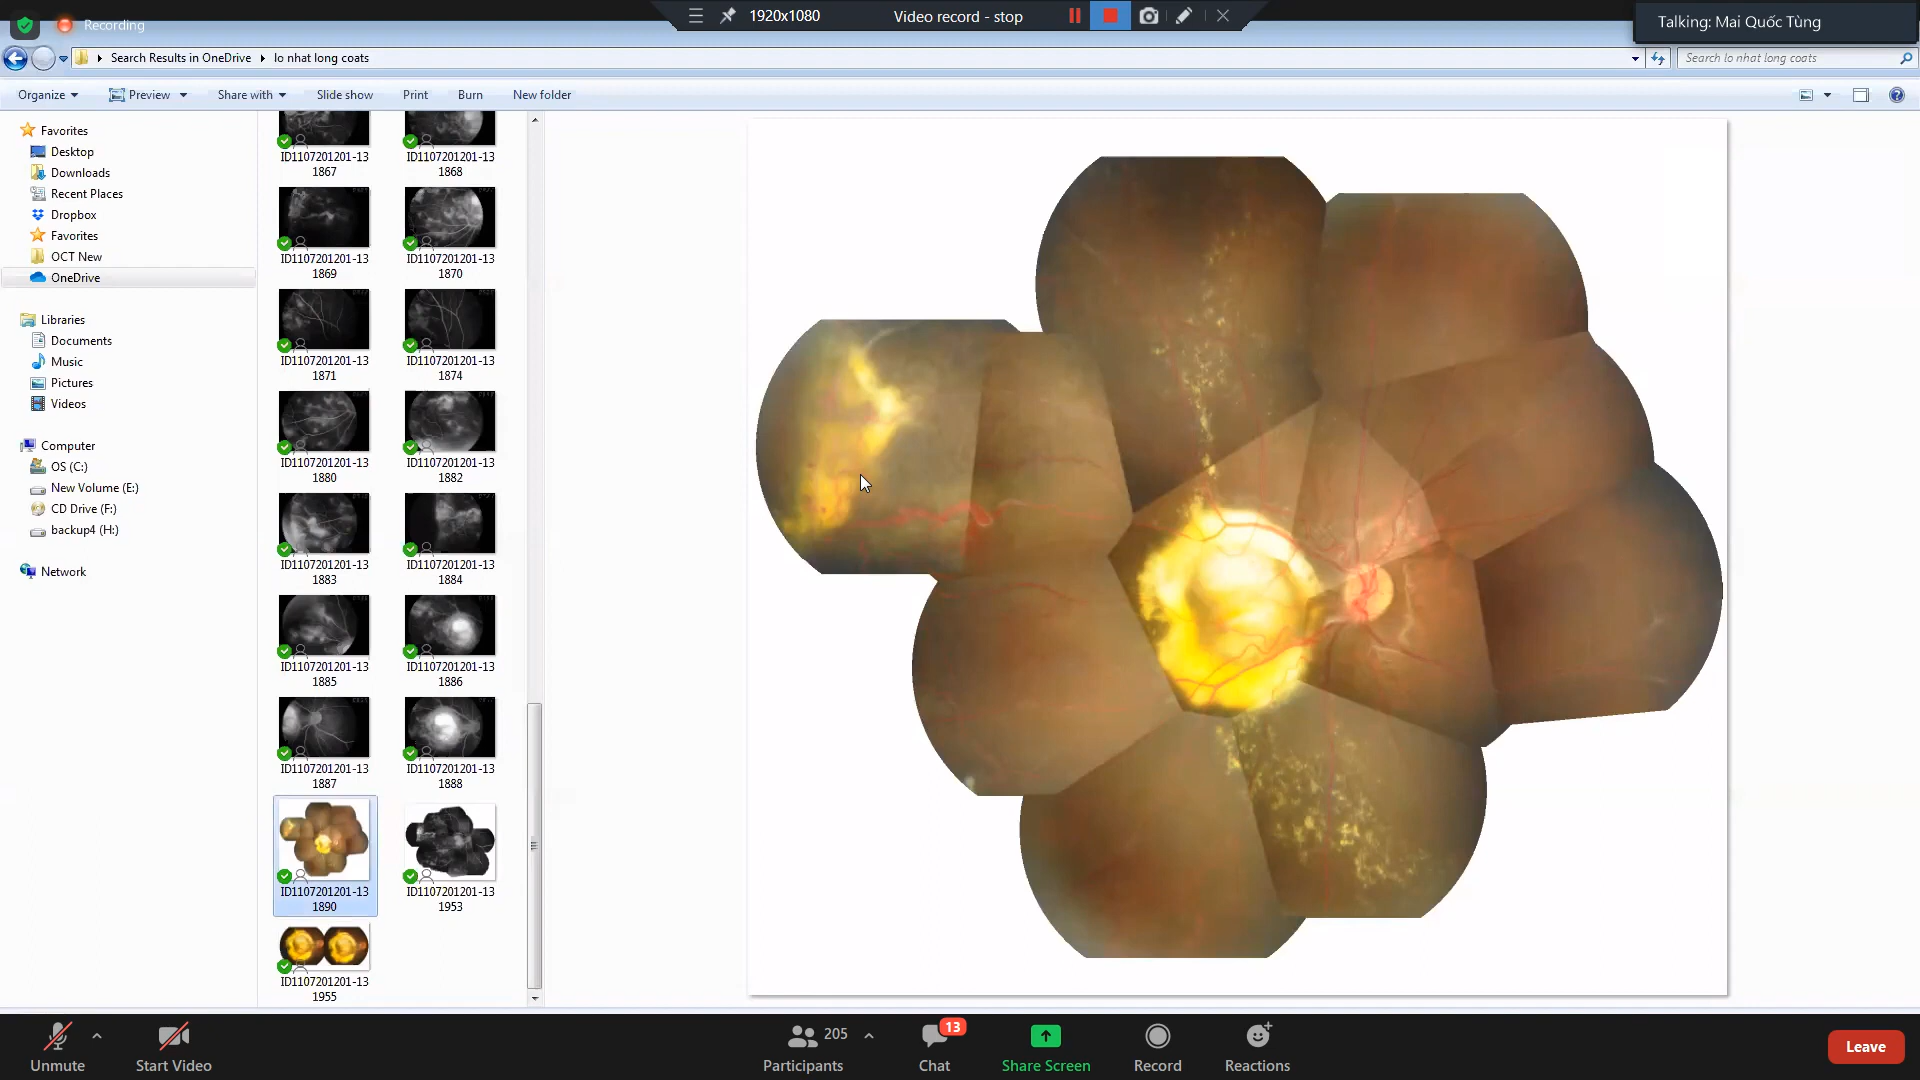 Recording
1920x1080
Video record - stop
Talking: Mai Quốc Tùng
Search Results in OneDrive
lo nhat long coats
Search lo nhat long coats
Organize
Preview
Share with
Slide show
Print
Burn
New folder
Favorites
Desktop
Downloads
Recent Places
Dropbox
Favorites
OCT New
OneDrive
Libraries
Documents
Music
Pictures
Videos
Computer
OS (C:)
New Volume (E:)
CD Drive (F:)
backup4 (H:)
Network
ID1107201201-13
1867
ID1107201201-13
1868
ID1107201201-13
1869
ID1107201201-13
1870
ID1107201201-13
1871
ID1107201201-13
1874
ID1107201201-13
1880
ID1107201201-13
1882
ID1107201201-13
1883
ID1107201201-13
1884
ID1107201201-13
1885
ID1107201201-13
1886
ID1107201201-13
1887
ID1107201201-13
1888
ID1107201201-13
1890
ID1107201201-13
1953
ID1107201201-13
1955
Unmute
Start Video
205
Participants
13
Chat
Share Screen
Record
Reactions
Leave